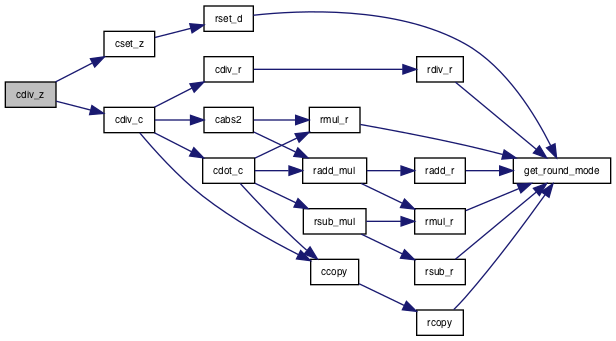 cdiv_z
cset_z
rset_d
cdiv_r
rdiv_r
cdiv_c
cabs2
rmul_r
cdot_c
radd_mul
radd_r
get_round_mode
rsub_mul
rmul_r
ccopy
rsub_r
rcopy